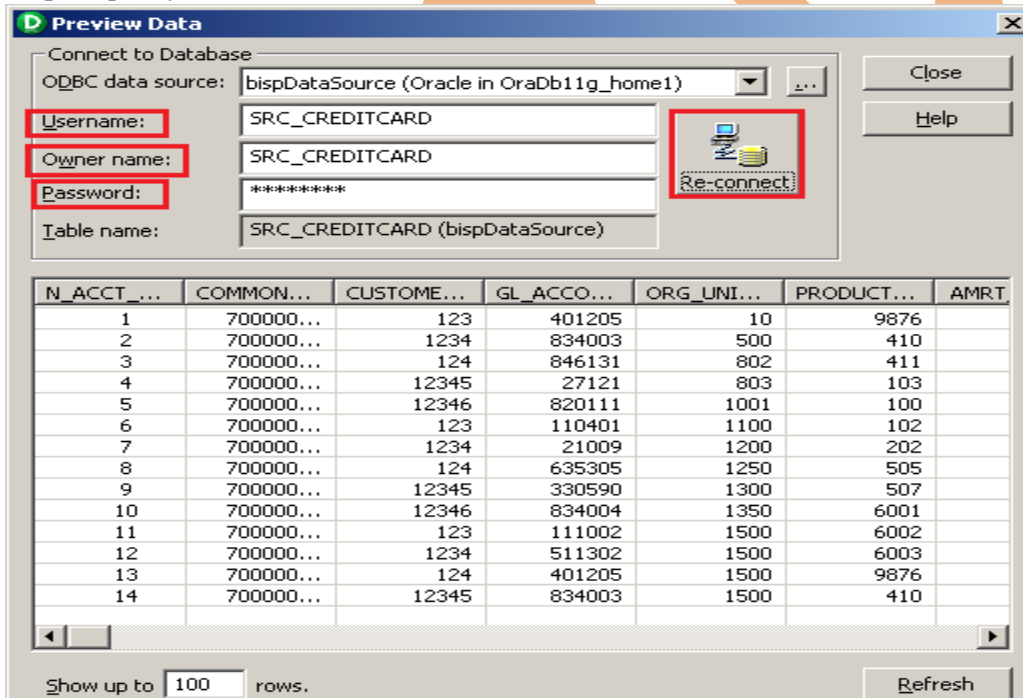 Preview Data
Connect to Database
ODBC data source: bispDataSource (Oracle in OraDb11g_home1) ... Close
Username: SRC_CREDITCARD Help
Owner name: SRC_CREDITCARD
Re-connect
Password: ********
Table name: SRC_CREDITCARD (bispDataSource)
N_ACCT_... COMMON... CUSTOME... GL_ACCO... ORG_UNI... PRODUCT... AMRT_
1 700000... 123 401205 10 9876
2 700000... 1234 834003 500 410
3 700000... 124 846131 802 411
4 700000... 12345 27121 803 103
5 700000... 12346 820111 1001 100
6 700000... 123 110401 1100 102
7 700000... 1234 21009 1200 202
8 700000... 124 635305 1250 505
9 700000... 12345 330590 1300 507
10 700000... 12346 834004 1350 6001
11 700000... 123 111002 1500 6002
12 700000... 1234 511302 1500 6003
13 700000... 124 401205 1500 9876
14 700000... 12345 834003 1500 410
Show up to 100 rows. Refresh